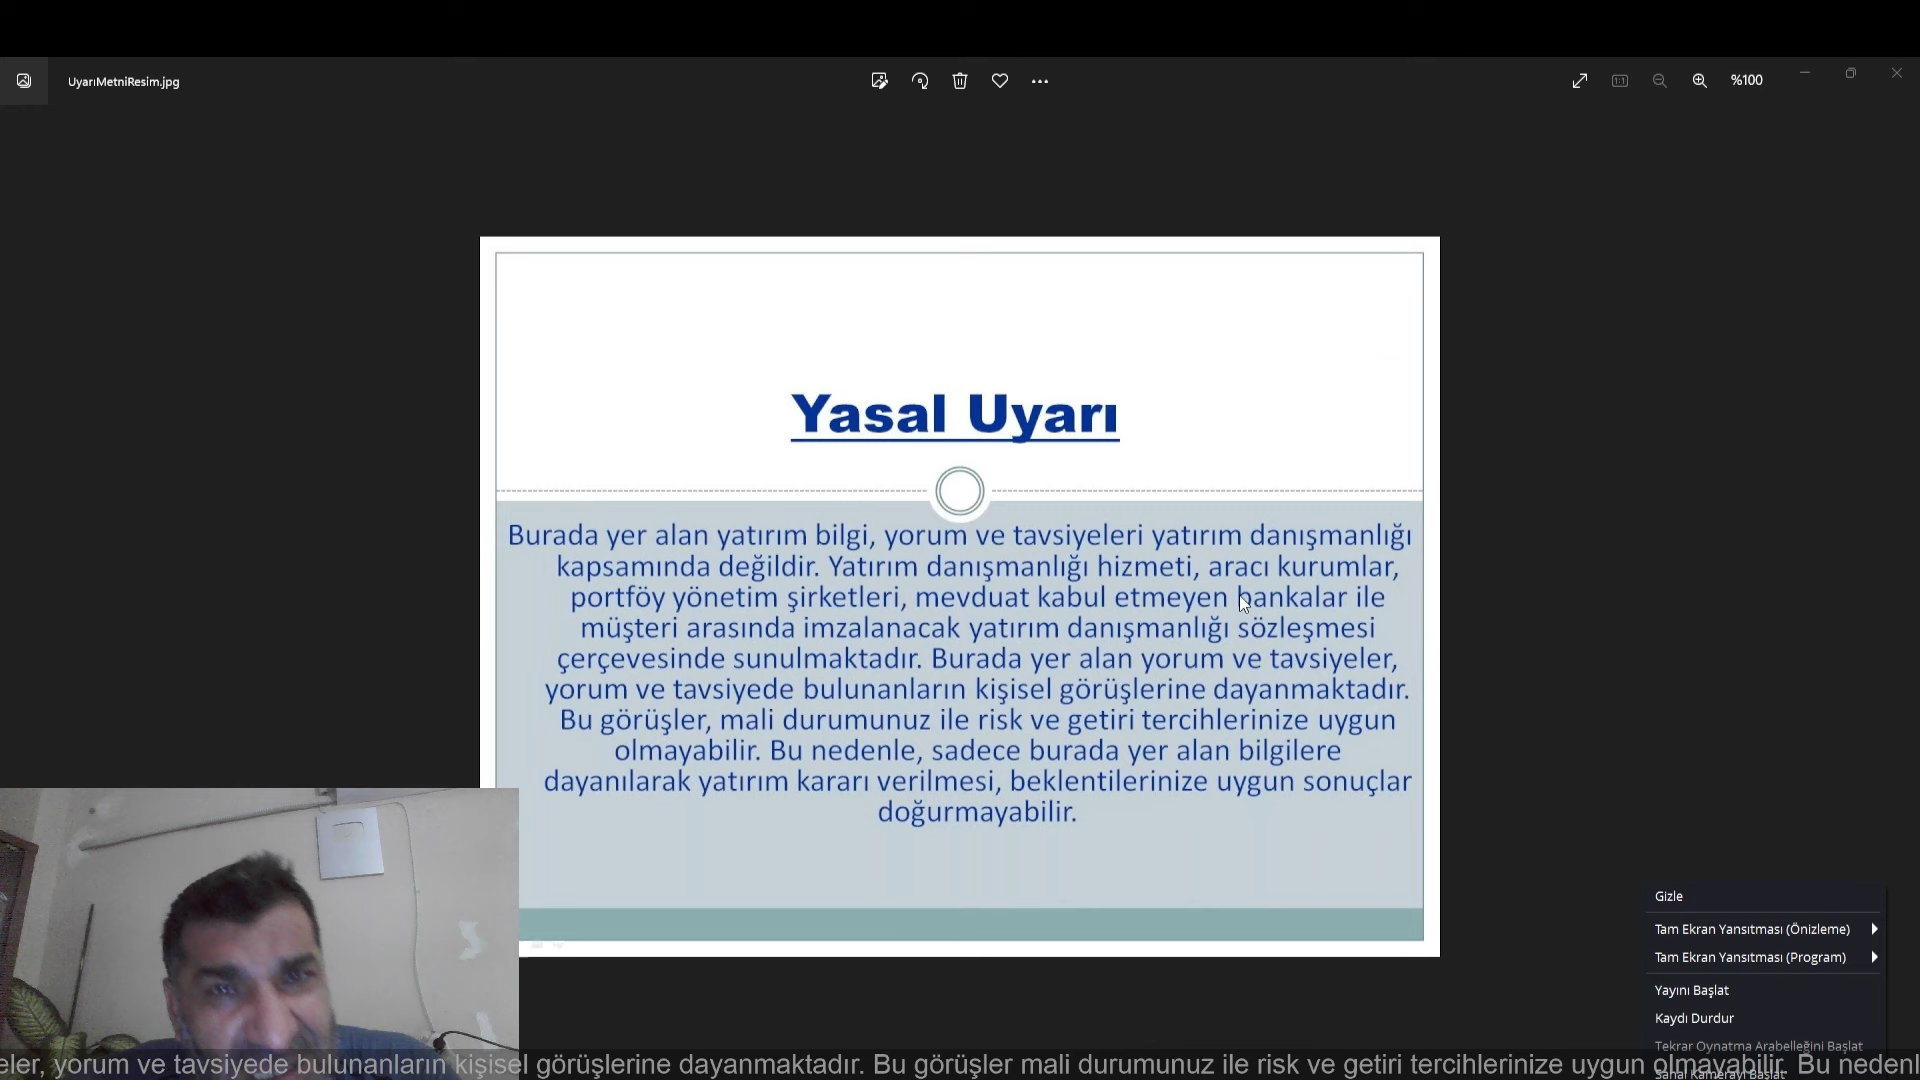 UyarıMetniResim.jpg
%100
Yasal Uyarı
Burada yer alan yatırım bilgi, yorum ve tavsiyeleri yatırım danışmanlığı
kapsamında değildir. Yatırım danışmanlığı hizmeti, aracı kurumlar,
portföy yönetim şirketleri, mevduat kabul etmeyen bankalar ile
müşteri arasında imzalanacak yatırım danışmanlığı sözleşmesi
çerçevesinde sunulmaktadır. Burada yer alan yorum ve tavsiyeler,
yorum ve tavsiyede bulunanların kişisel görüşlerine dayanmaktadır.
Bu görüşler, mali durumunuz ile risk ve getiri tercihlerinize uygun
olmayabilir. Bu nedenle, sadece burada yer alan bilgilere
dayanılarak yatırım kararı verilmesi, beklentilerinize uygun sonuçlar
doğurmayabilir.
Gizle
Tam Ekran Yansıtması (Önizleme)
Tam Ekran Yansıtması (Program)
Yayını Başlat
Kaydı Durdur
Tekrar Oynatma Arabelleğini Başlat
Sanal Kamerayı Başlat
eler, yorum ve tavsiyede bulunanların kişisel görüşlerine dayanmaktadır. Bu görüşler mali durumunuz ile risk ve getiri tercihlerinize uygun olmayabilir. Bu nedenl